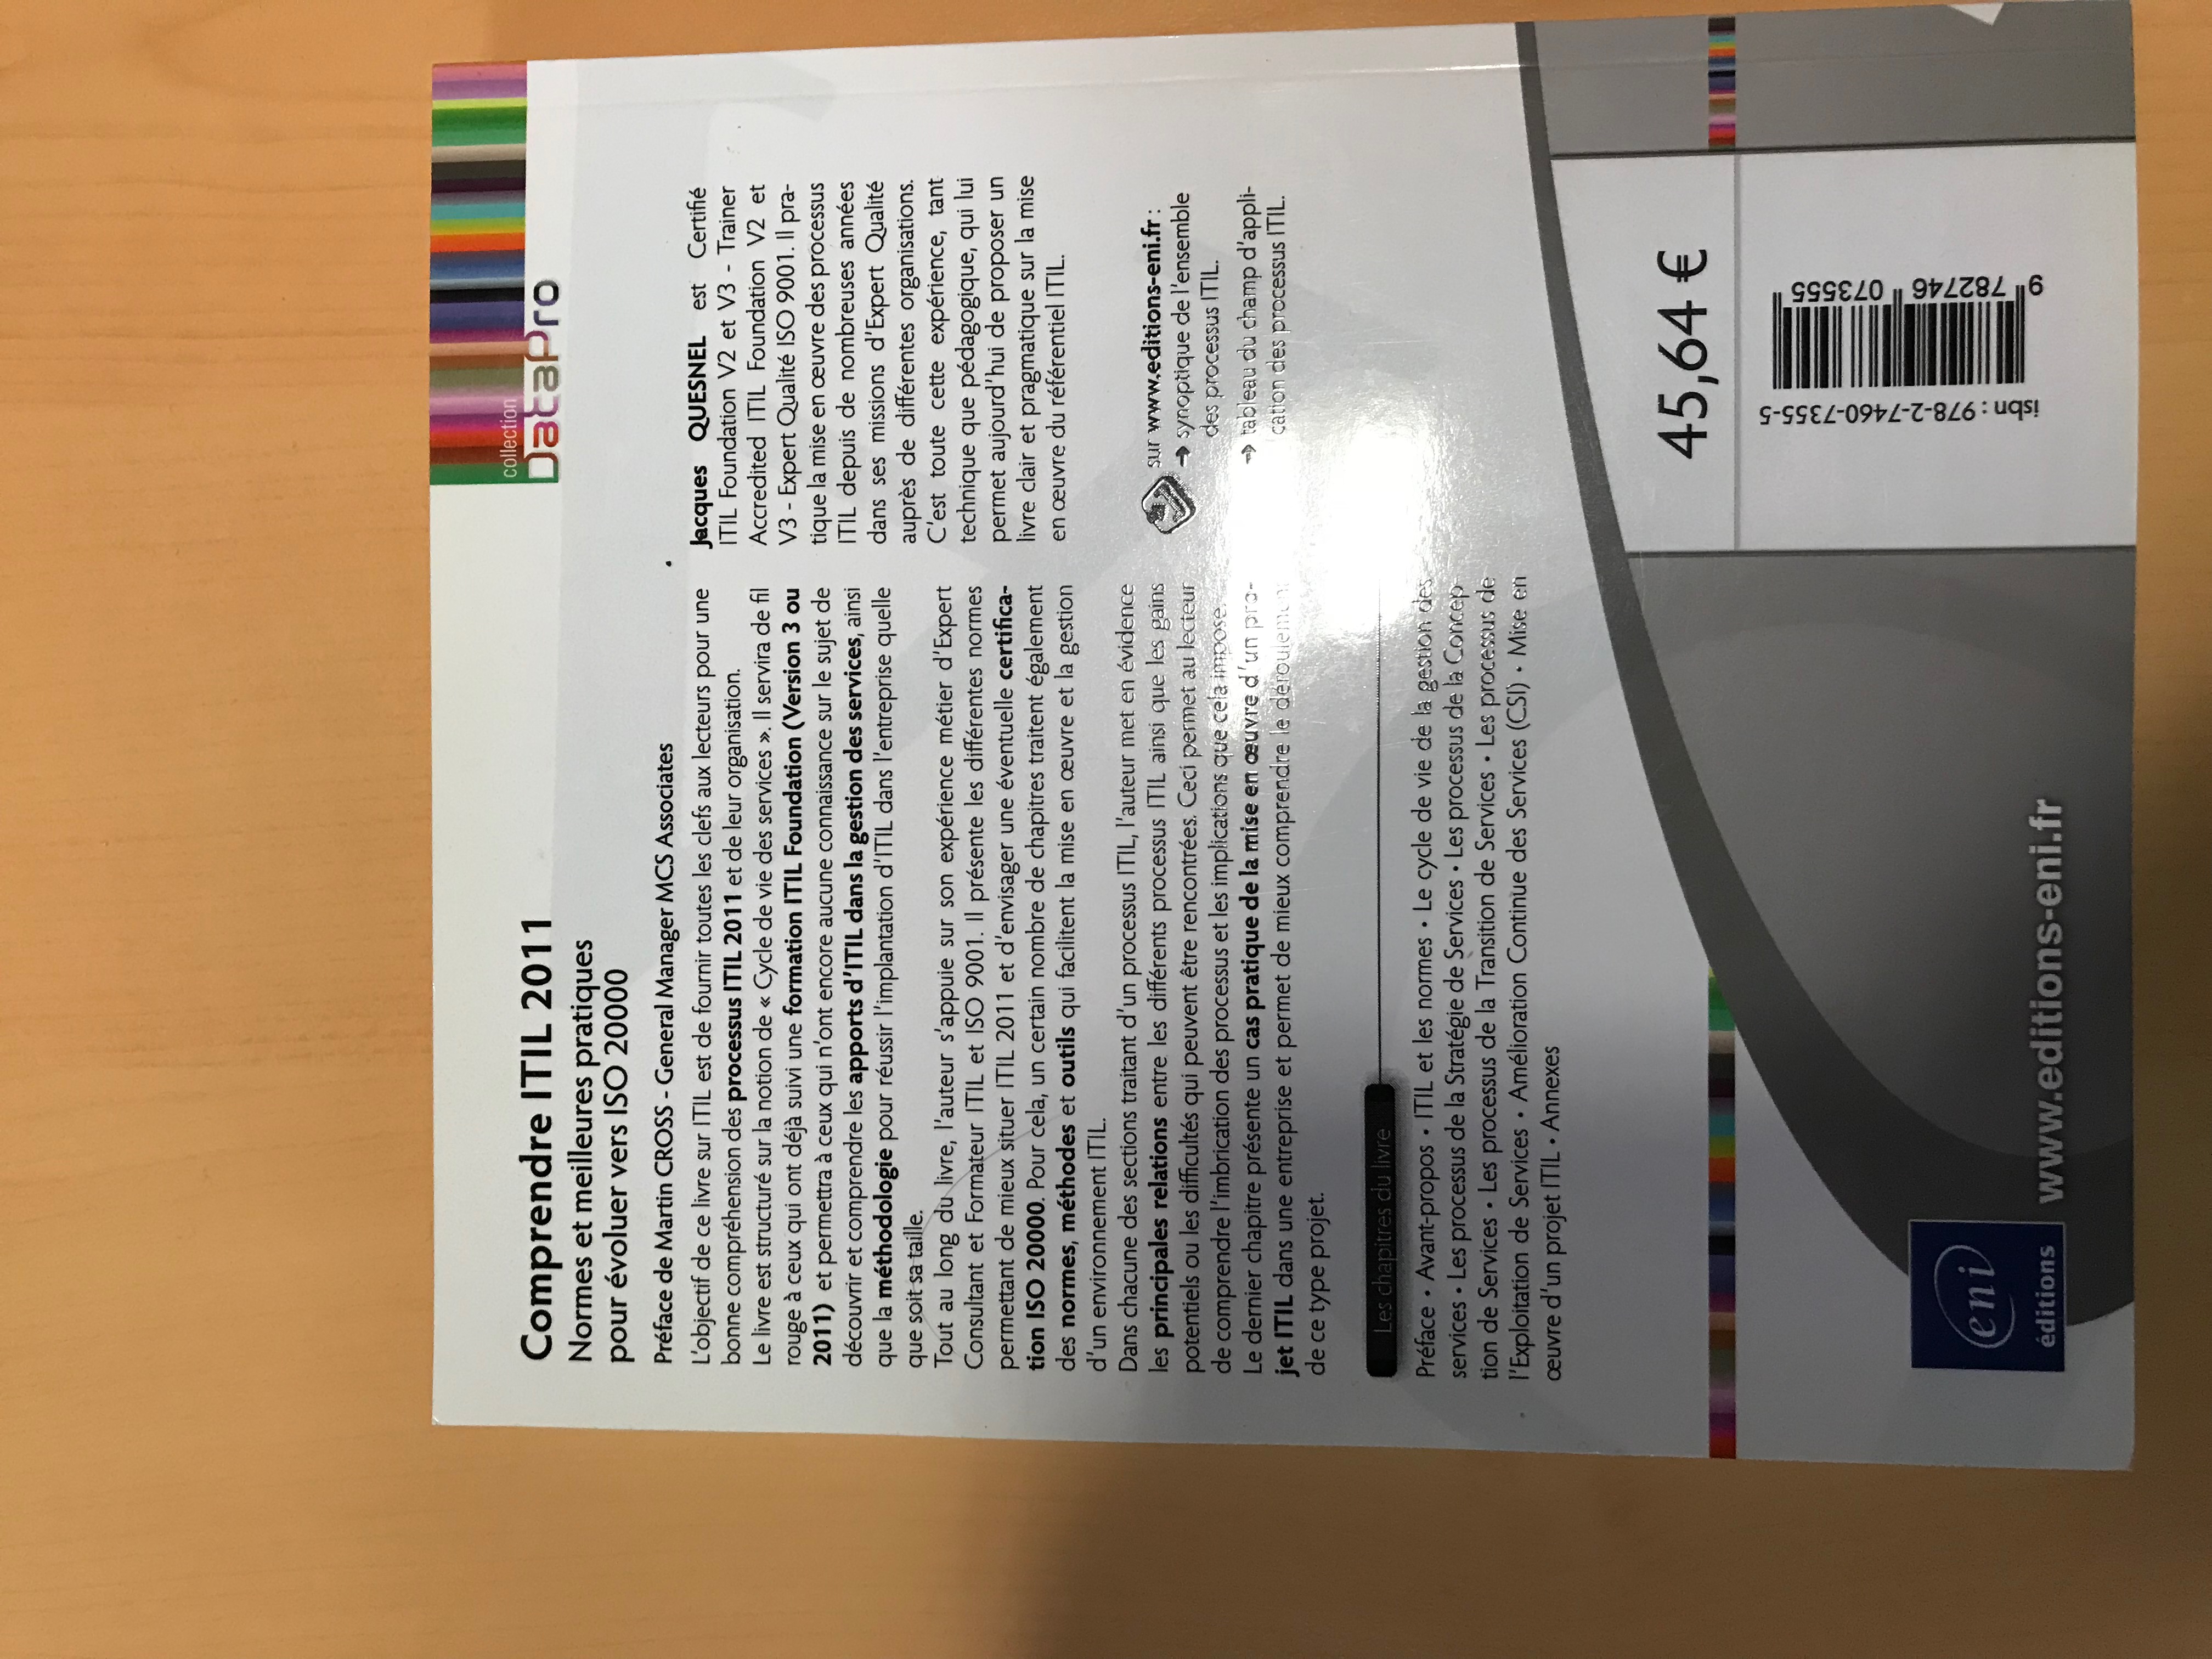 collection
DataPro
Comprendre ITIL 2011
Normes et meilleures pratiques
pour évoluer vers ISO 20000
Préface de Martin CROSS - General Manager MCS Associates
L'objectif de ce livre sur ITIL est de fournir toutes les clefs aux lecteurs pour une
bonne compréhension des processus ITIL 2011 et de leur organisation.
Le livre est structuré sur la notion de « Cycle de vie des services ». Il servira de fil
rouge à ceux qui ont déjà suivi une formation ITIL Foundation (Version 3 ou
2011) et permettra à ceux qui n'ont encore aucune connaissance sur le sujet de
découvrir et comprendre les apports d'ITIL dans la gestion des services, ainsi
que la méthodologie pour réussir l'implantation d'ITIL dans l'entreprise quelle
que soit sa taille.
Tout au long du livre, l'auteur s'appuie sur son expérience métier d'Expert
Consultant et Formateur ITIL et ISO 9001. Il présente les différentes normes
permettant de mieux situer ITIL 2011 et d'envisager une éventuelle certifica-
tion ISO 20000. Pour cela, un certain nombre de chapitres traitent également
des normes, méthodes et outils qui facilitent la mise en œuvre et la gestion
d'un environnement ITIL.
Dans chacune des sections traitant d'un processus ITIL, l'auteur met en évidence
les principales relations entre les différents processus ITIL ainsi que les gains
potentiels ou les difficultés qui peuvent être rencontrées. Ceci permet au lecteur
de comprendre l'imbrication des processus et les implications que cela impose.
Le dernier chapitre présente un cas pratique de la mise en œuvre d'un pro-
jet ITIL dans une entreprise et permet de mieux comprendre le déroulement
de ce type projet.
Jacques QUESNEL est Certifié
ITIL Foundation V2 et V3 - Trainer
Accredited ITIL Foundation V2 et
V3 - Expert Qualité ISO 9001. Il pra-
tique la mise en œuvre des processus
ITIL depuis de nombreuses années
dans ses missions d'Expert Qualité
auprès de différentes organisations.
C'est toute cette expérience, tant
technique que pédagogique, qui lui
permet aujourd'hui de proposer un
livre clair et pragmatique sur la mise
en œuvre du référentiel ITIL.
sur www.editions-eni.fr :
→ synoptique de l'ensemble
des processus ITIL.
→ tableau du champ d'appli-
cation des processus ITIL.
Les chapitres du livre
Préface • Avant-propos • ITIL et les normes • Le cycle de vie de la gestion des
services • Les processus de la Stratégie de Services • Les processus de la Concep-
tion de Services • Les processus de la Transition de Services • Les processus de
l'Exploitation de Services • Amélioration Continue des Services (CSI) • Mise en
œuvre d'un projet ITIL • Annexes
45,64 €
isbn : 978-2-7460-7355-5
9 782746 073555
eni
éditions
www.editions-eni.fr